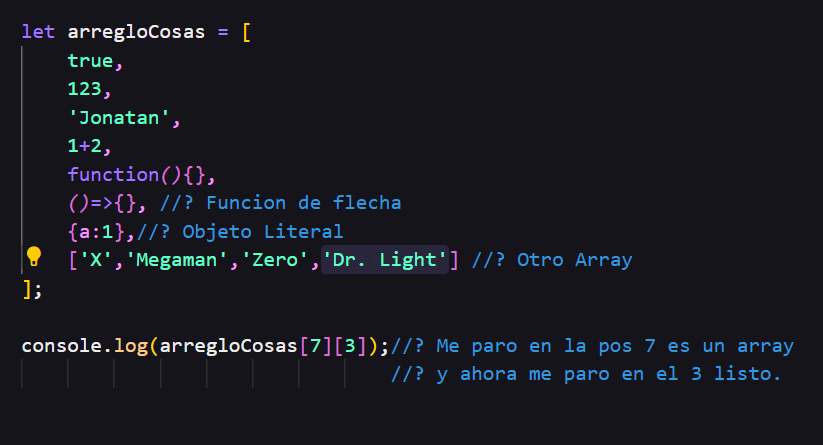 let arregloCosas = [
true,
123,
'Jonatan',
1+2,
function(){},
()=>{}, //? Funcion de flecha
{a:1},//? Objeto Literal
['X','Megaman','Zero','Dr. Light'] //? Otro Array
];
console.log(arregloCosas[7][3]);//? Me paro en la pos 7 es un array
//? y ahora me paro en el 3 listo.